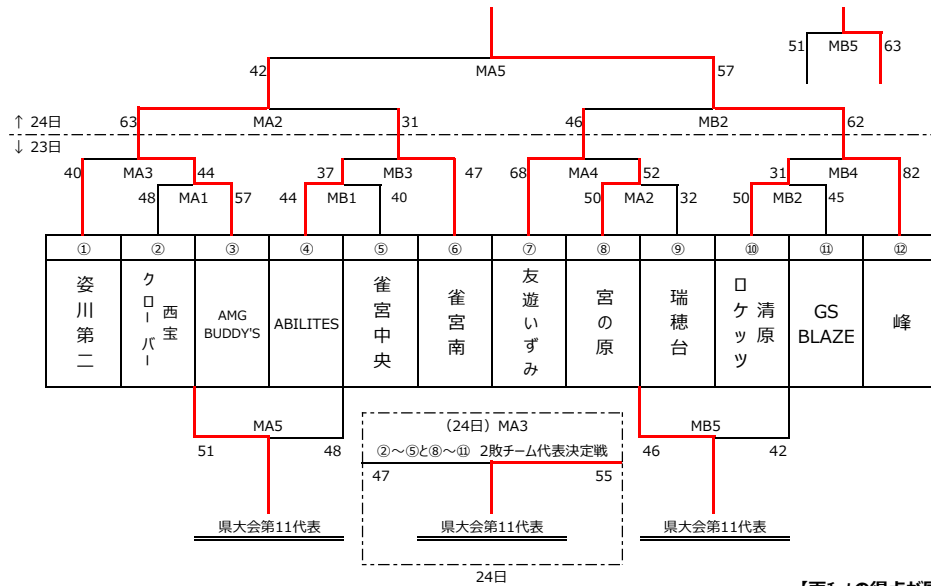 42 MA5 57
51 MB5 63
↑ 24日 63 MA2 31 46 MB2 62
↓ 23日
40 MA3 44 37 MB3 47 68 MA4 52 31 MB4 82
48 MA1 57 44 MB1 40 50 MA2 32 50 MB2 45
① ② ③ ④ ⑤ ⑥ ⑦ ⑧ ⑨ ⑩ ⑪ ⑫
姿川第二
西宝
クローバー
AMG
BUDDY'S
ABILITES
雀宮中央
雀宮南
友遊いずみ
宮の原
瑞穂台
清原
ロケッツ
GS
BLAZE
峰
MA5
51 48
(24日) MA3
②～⑤と⑧～⑪ 2敗チーム代表決定戦
47 55
MB5
46 42
県大会第11代表 県大会第11代表 県大会第11代表
24日